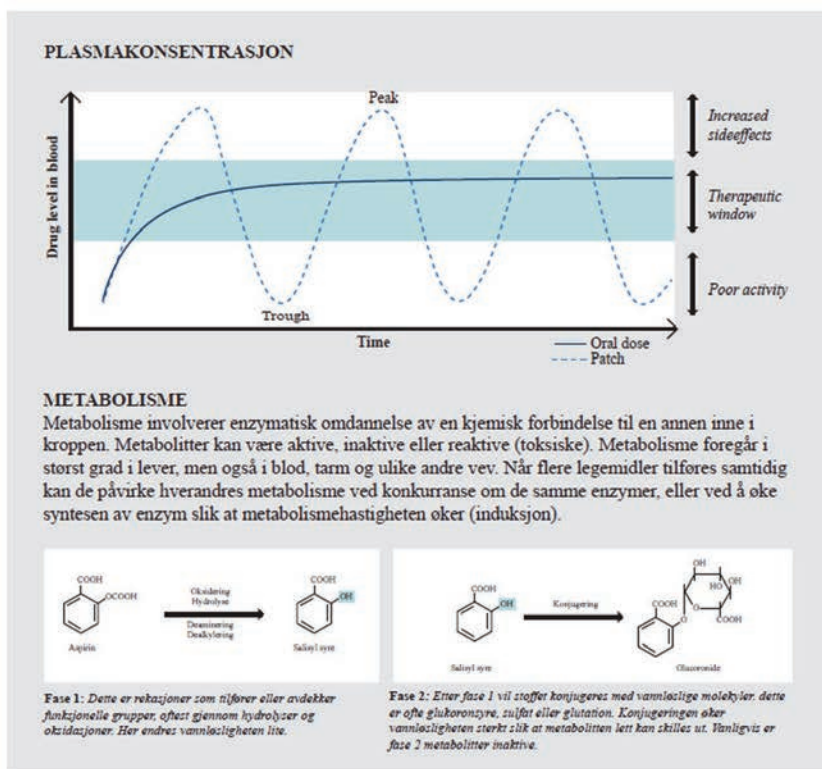 PLASMAKONSENTRASJON
Peak
Increased
sideeffects
Drug level in blood
Therapeutic
window
Poor activity
Trough
Time
Oral dose
Patch
METABOLISME
Metabolisme involverer enzymatisk omdannelse av en kjemisk forbindelse til en annen inne i
kroppen. Metabolitter kan være aktive, inaktive eller reaktive (toksiske). Metabolisme foregår i
størst grad i lever, men også i blod, tarm og ulike andre vev. Når flere legemidler tilføres samtidig
kan de påvirke hverandres metabolisme ved konkurranse om de samme enzymer, eller ved å øke
syntesen av enzym slik at metabolismehastigheten øker (induksjon).
COOH
OCOOH
Aspirin
Oksidering
Hydrolyse
Deaminering
Dealkylering
COOH
OH
Salisyl syre
Fase 1: Dette er reksjoner som tilfører eller avdekker
funksjonelle grupper, oftest gjennom hydrolyser og
oksidasjoner. Her endres vannløsligheten lite.
COOH
OH
Salisyl syre
Konjugering
OH
HO
OH
COOH
O
O
COOH
Glucuronide
Fase 2: Etter fase 1 vil stoffet konjugeres med vannløslige molekyler. dette
er ofte glukoronsyre, sulfat eller glutation. Konjugeringen øker
vannløsligheten sterkt slik at metabolitten lett kan skilles ut. Vanligvis er
fase 2 metabolitter inaktive.